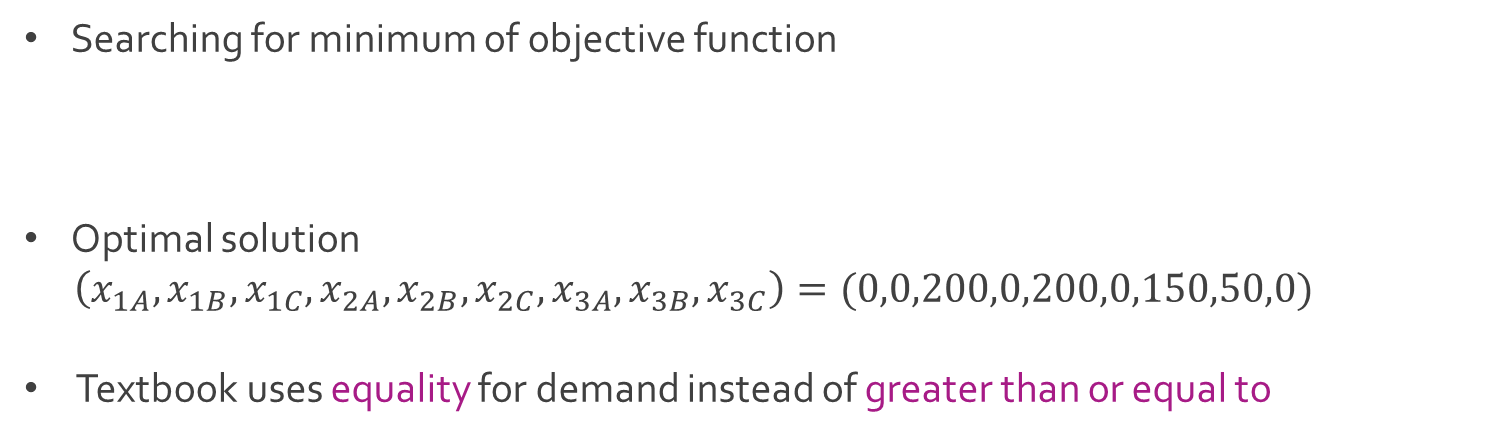 • Searching for minimum of objective function
• Optimal solution
(x₁A, x₁B, x₁C, x₂A, x₂B, x₂C, x₃A, x₃B, x₃C) = (0,0,200,0,200,0,150,50,0)
• Textbook uses equality for demand instead of greater than or equal to